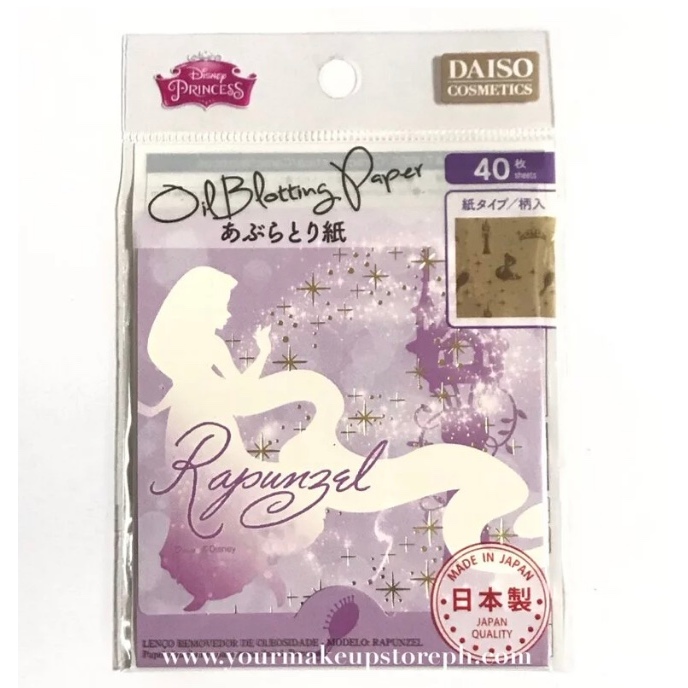 Disney
PRINCESS
DAISO
COSMETICS
Oil Blotting Paper
あぶらとり紙
40 枚
sheets
紙タイプ/柄入
Rapunzel
Disney
MADE IN JAPAN
日本製
JAPAN
QUALITY
LENÇO REMOVEDOR DE OLEOSIDADE - MODELO: RAPUNZEL
www.yourmakeupstoreph.com